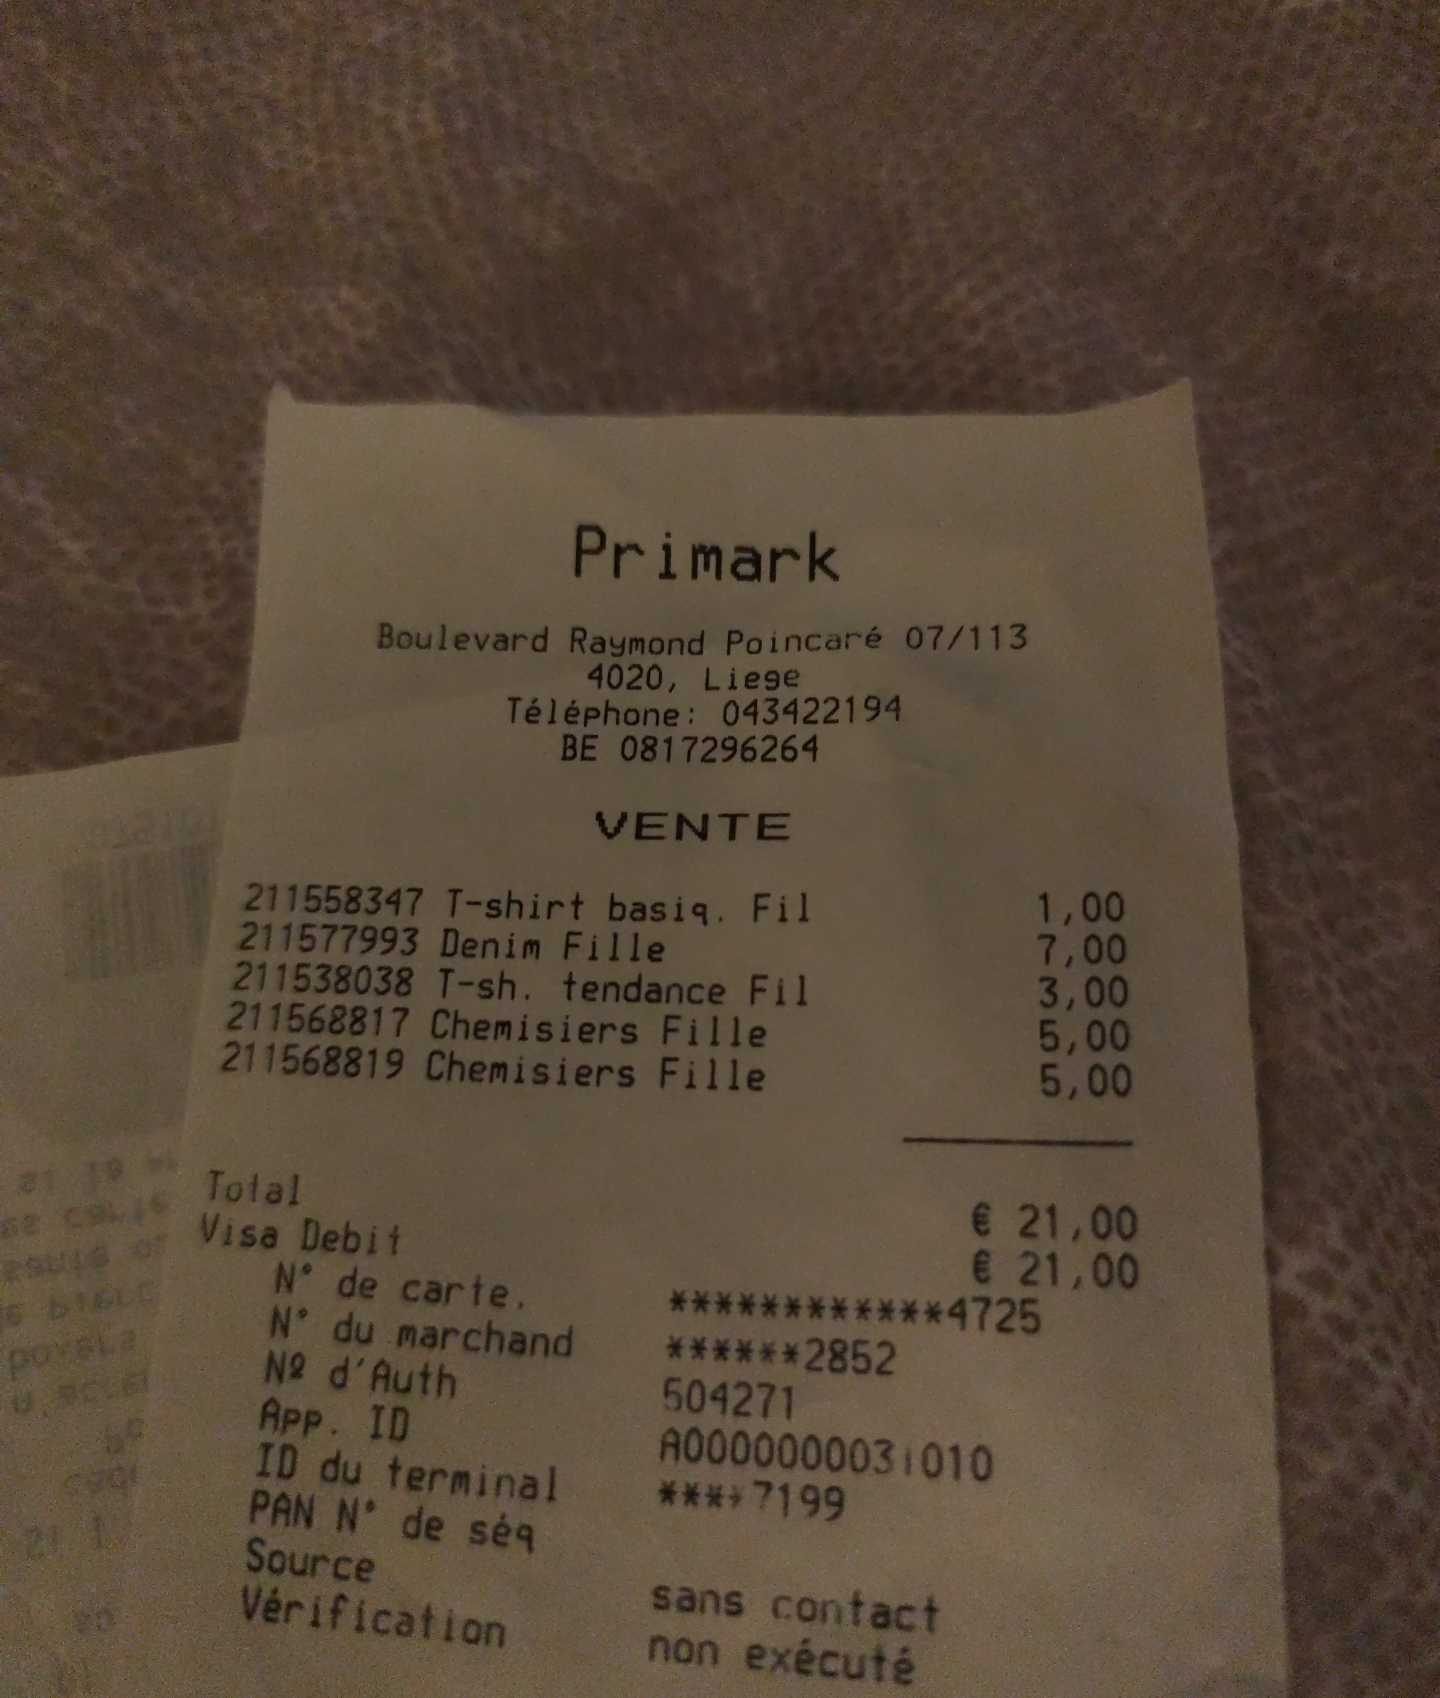 Primark
Boulevard Raymond Poincaré 07/113
4020, Liege
Téléphone: 043422194
BE 0817296264
VENTE
211558347 T-shirt basiq. Fil 1,00
211577993 Denim Fille 7,00
211538038 T-sh. tendance Fil 3,00
211568817 Chemisiers Fille 5,00
211568819 Chemisiers Fille 5,00
Total € 21,00
Visa Debit € 21,00
N° de carte. ************4725
N° du marchand ******2852
Nº d'Auth 504271
App. ID A0000000031010
ID du terminal ****7199
PAN N° de séq
Source sans contact
Vérification non exécuté